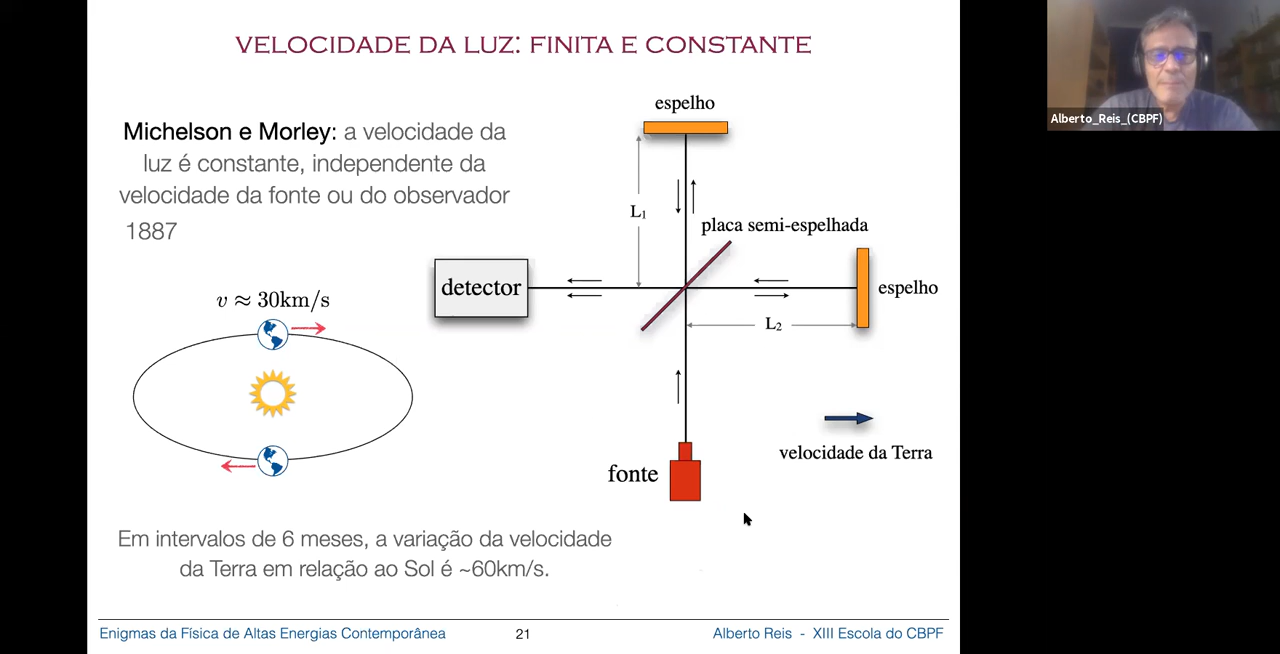 VELOCIDADE DA LUZ: FINITA E CONSTANTE
Michelson e Morley: a velocidade da
luz é constante, independente da
velocidade da fonte ou do observador
1887
v ≈ 30km/s
espelho
L₁
placa semi-espelhada
detector
espelho
L₂
velocidade da Terra
fonte
Em intervalos de 6 meses, a variação da velocidade
da Terra em relação ao Sol é ~60km/s.
Enigmas da Física de Altas Energias Contemporânea
21
Alberto Reis - XIII Escola do CBPF
Alberto_Reis_(CBPF)